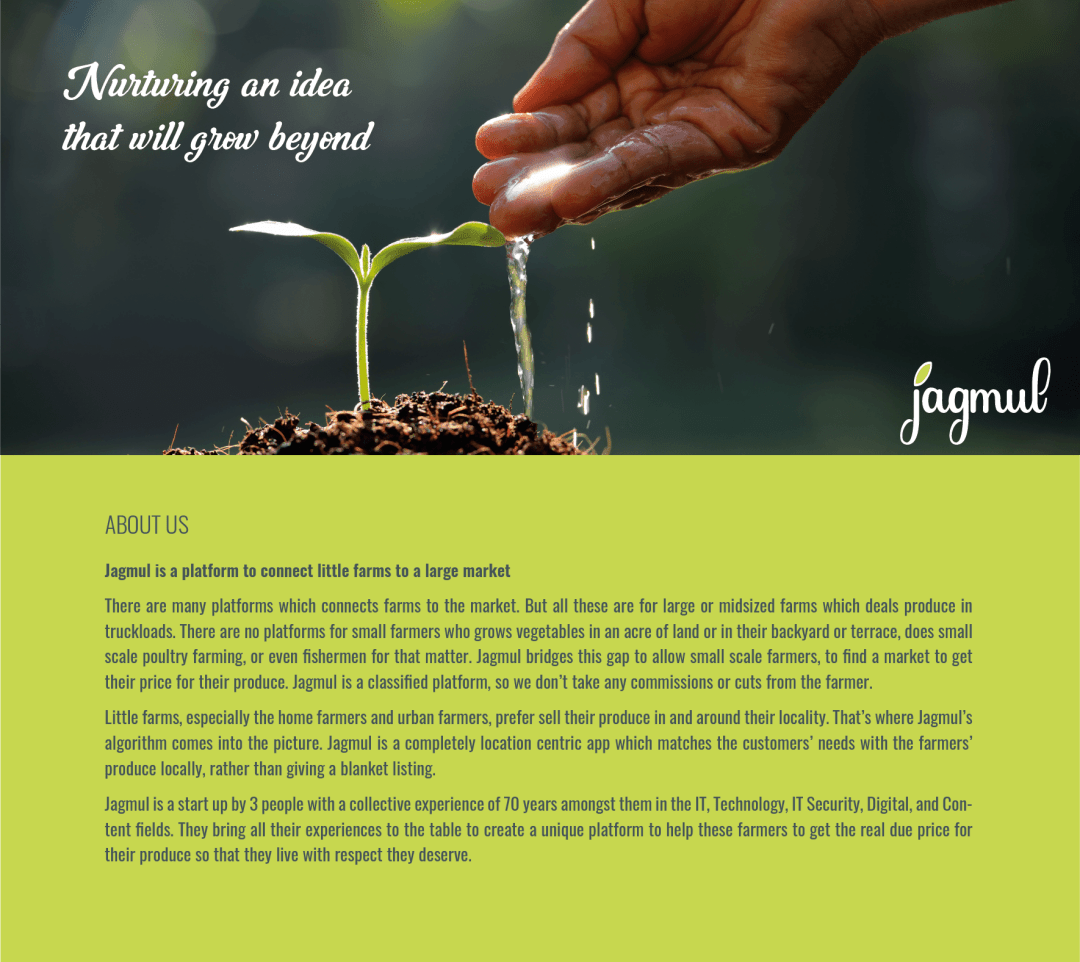 Nurturing an idea
that will grow beyond
jagmul
ABOUT US
Jagmul is a platform to connect little farms to a large market
There are many platforms which connects farms to the market. But all these are for large or midsized farms which deals produce in
truckloads. There are no platforms for small farmers who grows vegetables in an acre of land or in their backyard or terrace, does small
scale poultry farming, or even fishermen for that matter. Jagmul bridges this gap to allow small scale farmers, to find a market to get
their price for their produce. Jagmul is a classified platform, so we don’t take any commissions or cuts from the farmer.
Little farms, especially the home farmers and urban farmers, prefer sell their produce in and around their locality. That’s where Jagmul’s
algorithm comes into the picture. Jagmul is a completely location centric app which matches the customers’ needs with the farmers’
produce locally, rather than giving a blanket listing.
Jagmul is a start up by 3 people with a collective experience of 70 years amongst them in the IT, Technology, IT Security, Digital, and Con-
tent fields. They bring all their experiences to the table to create a unique platform to help these farmers to get the real due price for
their produce so that they live with respect they deserve.